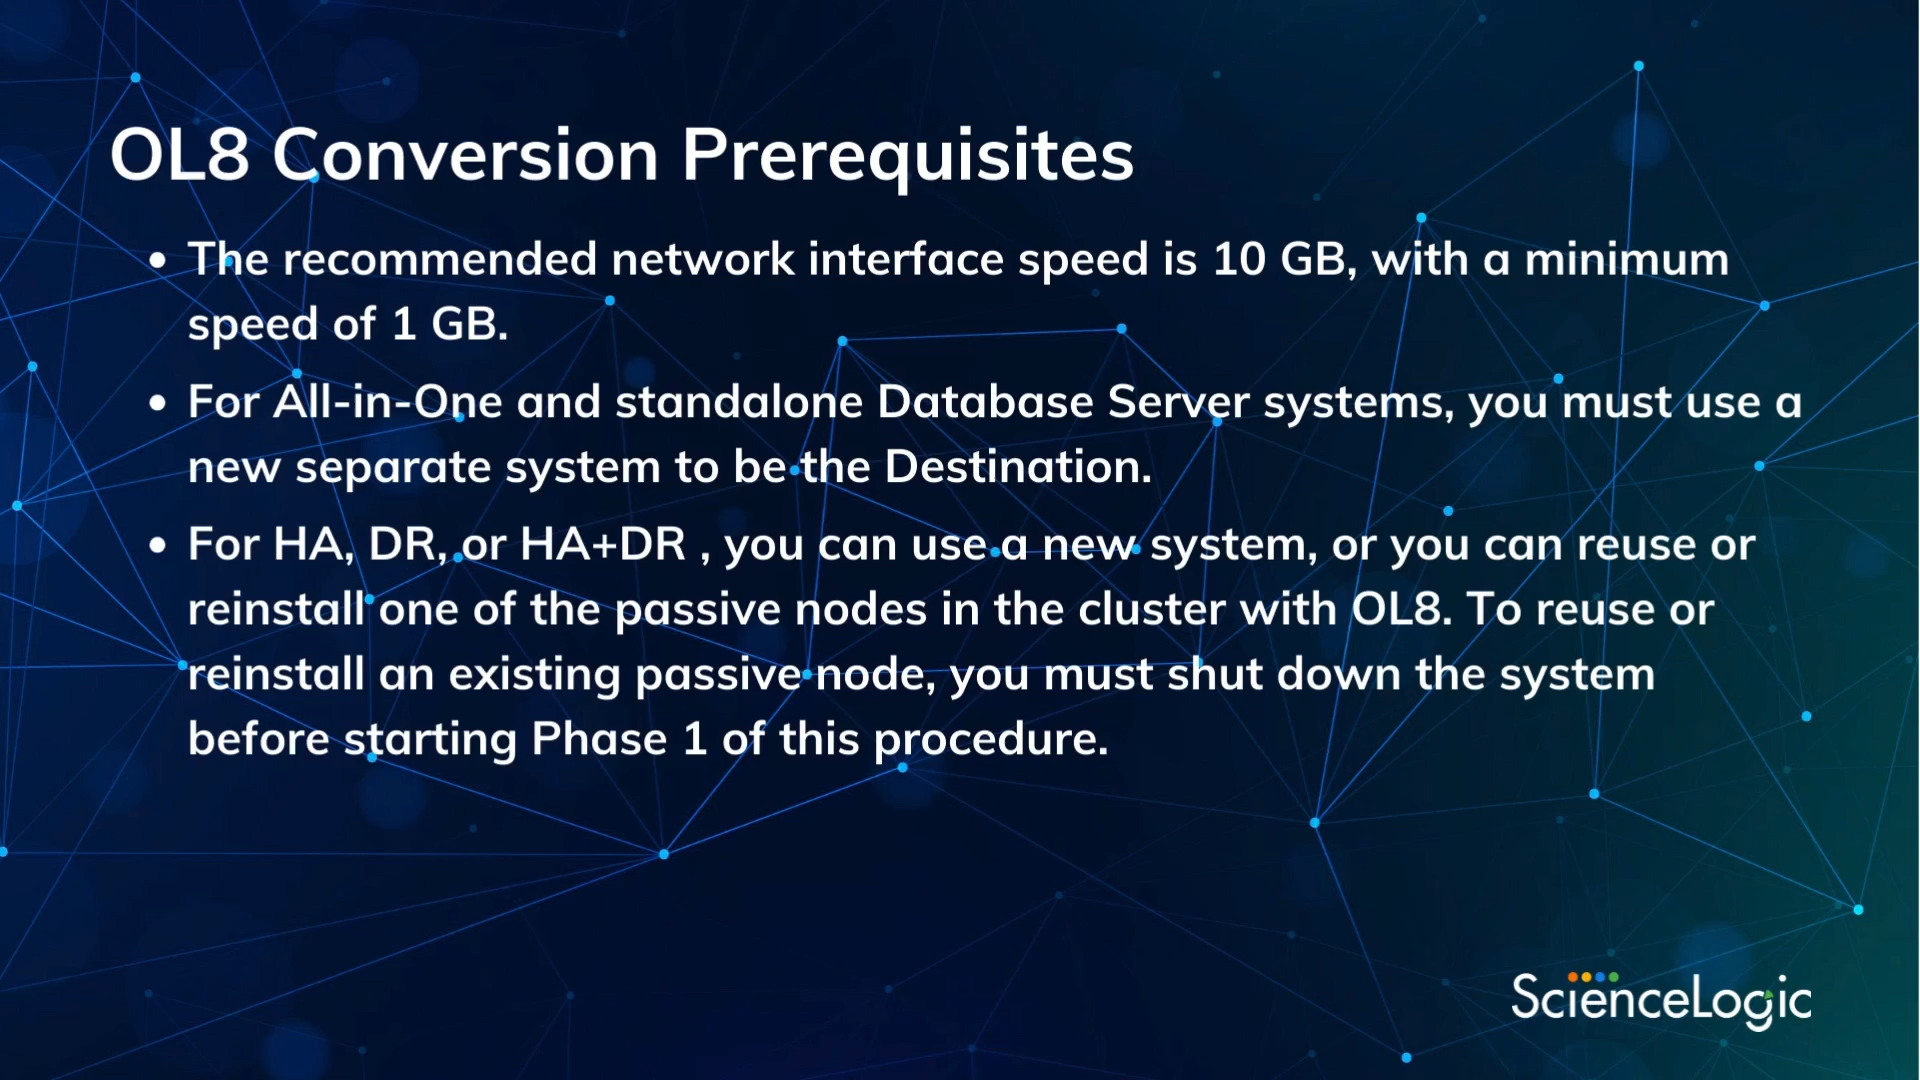 OL8 Conversion Prerequisites
• The recommended network interface speed is 10 GB, with a minimum
speed of 1 GB.
• For All-in-One and standalone Database Server systems, you must use a
new separate system to be the Destination.
• For HA, DR, or HA+DR , you can use a new system, or you can reuse or
reinstall one of the passive nodes in the cluster with OL8. To reuse or
reinstall an existing passive node, you must shut down the system
before starting Phase 1 of this procedure.
ScienceLogic